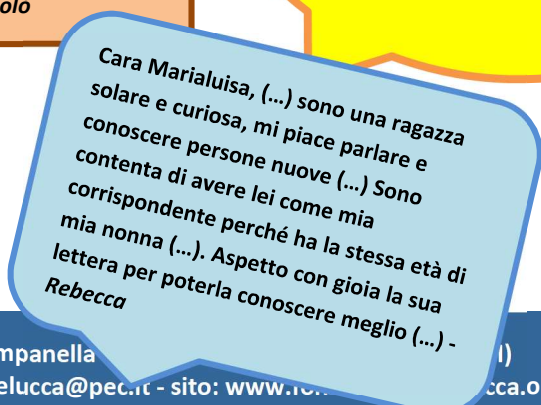 olo
Cara Marialuisa, (...) sono una ragazza
solare e curiosa, mi piace parlare e
conoscere persone nuove (...) Sono
contenta di avere lei come mia
corrispondente perché ha la stessa età di
mia nonna (...). Aspetto con gioia la sua
lettera per poterla conoscere meglio (...) -
Rebecca
mpanella
elucca@pec.it - sito: www. cca.o